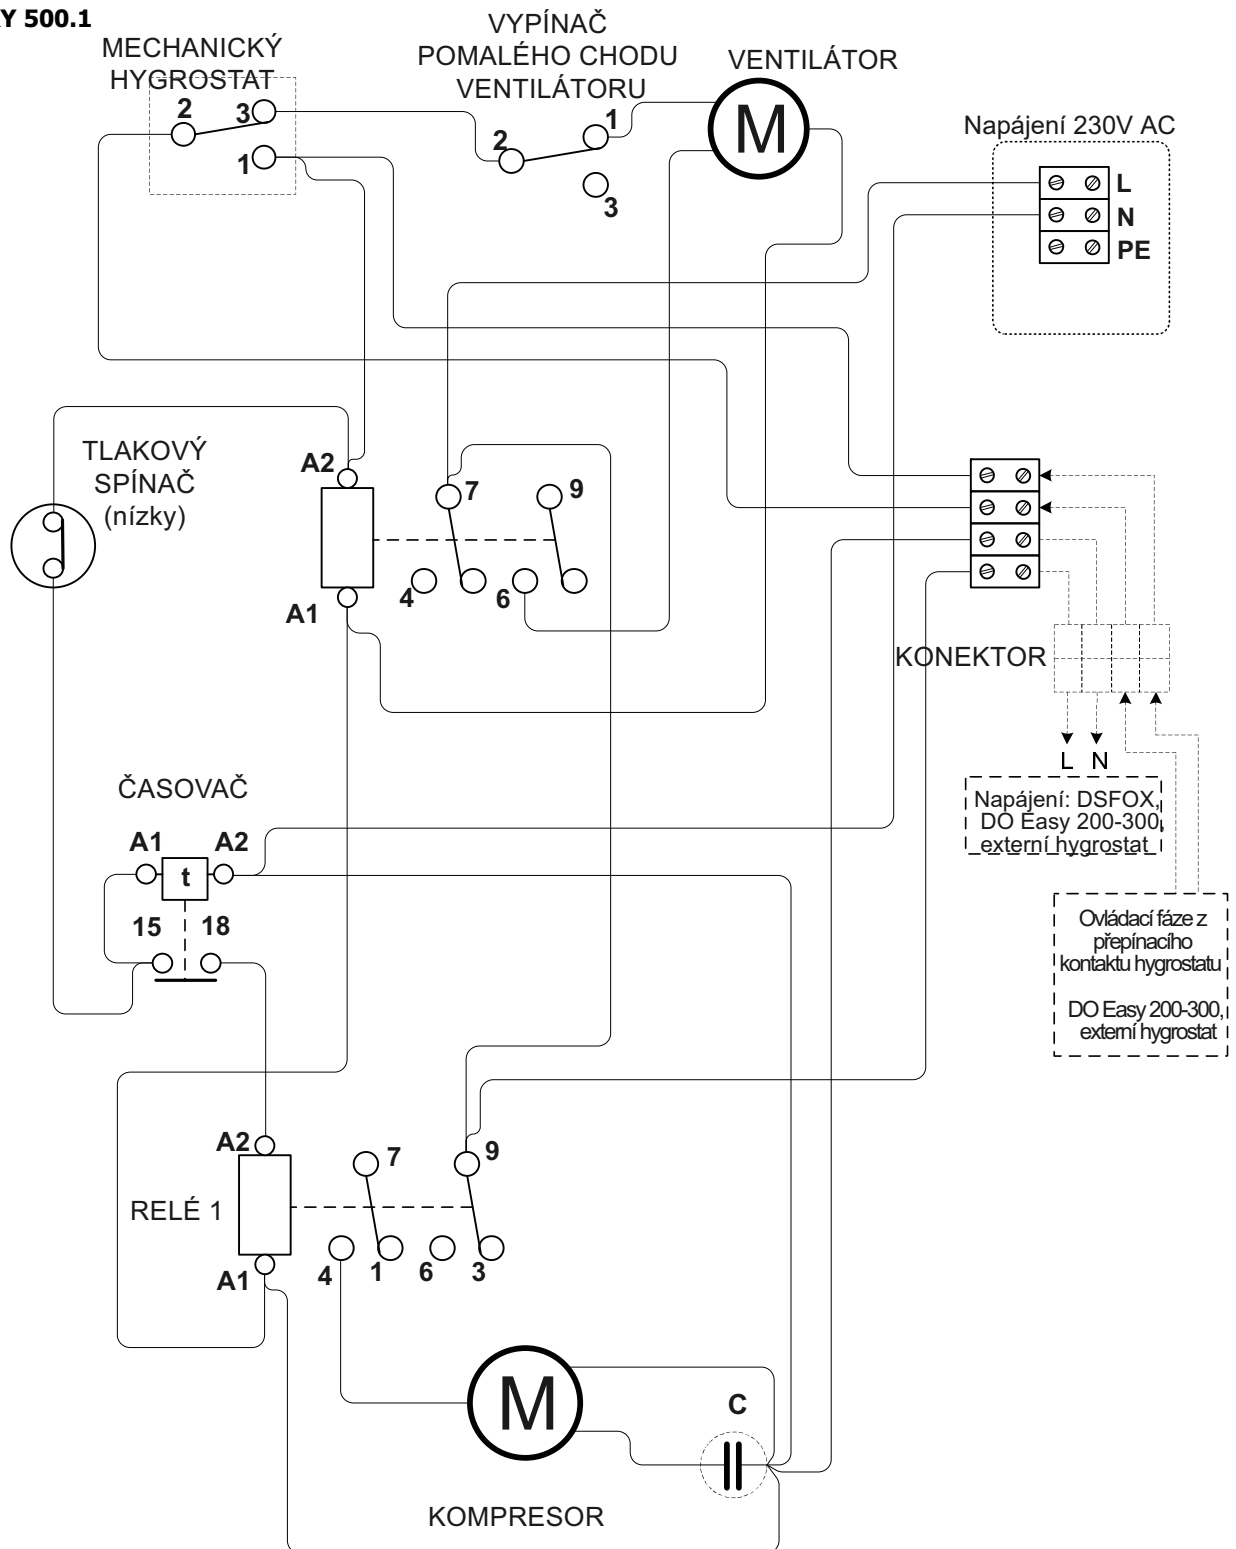 Y 500.1
MECHANICKÝ
HYGROSTAT
2
3
1
VYPÍNAČ
POMALÉHO CHODU
VENTILÁTORU
2
1
3
VENTILÁTOR
M
Napájení 230V AC
L
N
PE
TLAKOVÝ
SPÍNAČ
(nízky)
A2
A1
7
9
4
6
KONEKTOR
L N
Napájení: DSFOX,
DO Easy 200-300,
externí hygrostat
Ovládací fáze z
přepínacího
kontaktu hygrostatu
DO Easy 200-300,
externí hygrostat
ČASOVAČ
A1
A2
t
15
18
A2
RELÉ 1
A1
7
9
4
1
6
3
M
C
KOMPRESOR